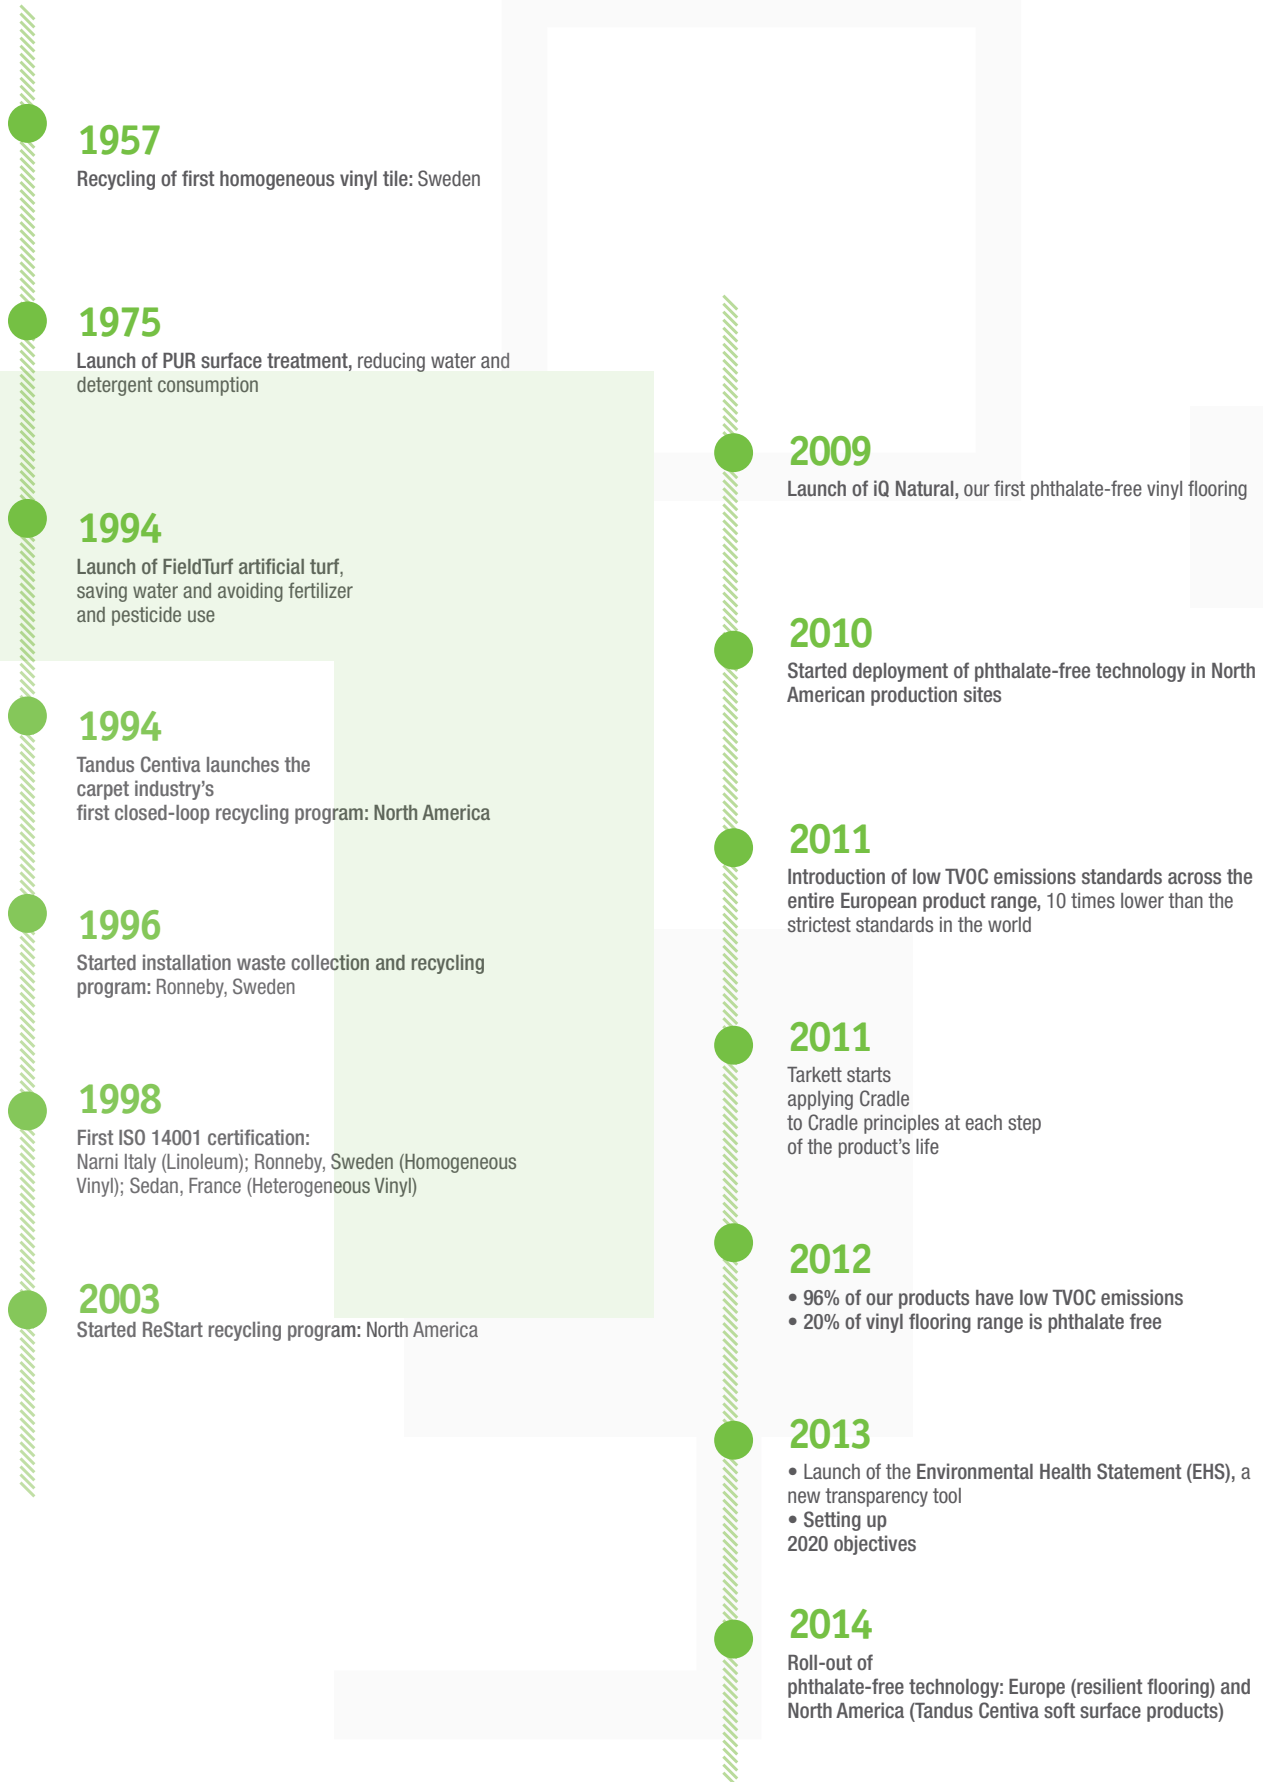 1957
Recycling of first homogeneous vinyl tile: Sweden
1975
Launch of PUR surface treatment, reducing water and
detergent consumption
1994
Launch of FieldTurf artificial turf,
saving water and avoiding fertilizer
and pesticide use
1994
Tandus Centiva launches the
carpet industry's
first closed-loop recycling program: North America
1996
Started installation waste collection and recycling
program: Ronneby, Sweden
1998
First ISO 14001 certification:
Narni Italy (Linoleum); Ronneby, Sweden (Homogeneous
Vinyl); Sedan, France (Heterogeneous Vinyl)
2003
Started ReStart recycling program: North America
2009
Launch of iQ Natural, our first phthalate-free vinyl flooring
2010
Started deployment of phthalate-free technology in North
American production sites
2011
Introduction of low TVOC emissions standards across the
entire European product range, 10 times lower than the
strictest standards in the world
2011
Tarkett starts
applying Cradle
to Cradle principles at each step
of the product's life
2012
• 96% of our products have low TVOC emissions
• 20% of vinyl flooring range is phthalate free
2013
• Launch of the Environmental Health Statement (EHS), a
new transparency tool
• Setting up
2020 objectives
2014
Roll-out of
phthalate-free technology: Europe (resilient flooring) and
North America (Tandus Centiva soft surface products)